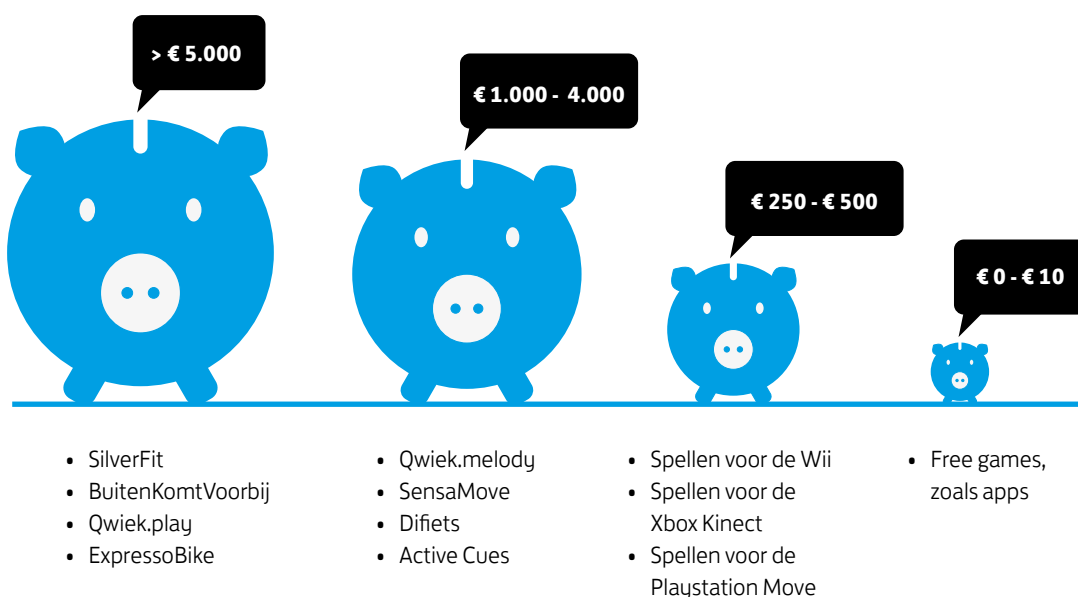 > € 5.000
€ 1.000 - 4.000
€ 250 - € 500
€ 0 - € 10
• SilverFit
• BuitenKomtVoorbij
• Qwiek.play
• ExpressoBike
• Qwiek.melody
• SensaMove
• Difiets
• Active Cues
• Spellen voor de Wii
• Spellen voor de
Xbox Kinect
• Spellen voor de
Playstation Move
• Free games,
zoals apps